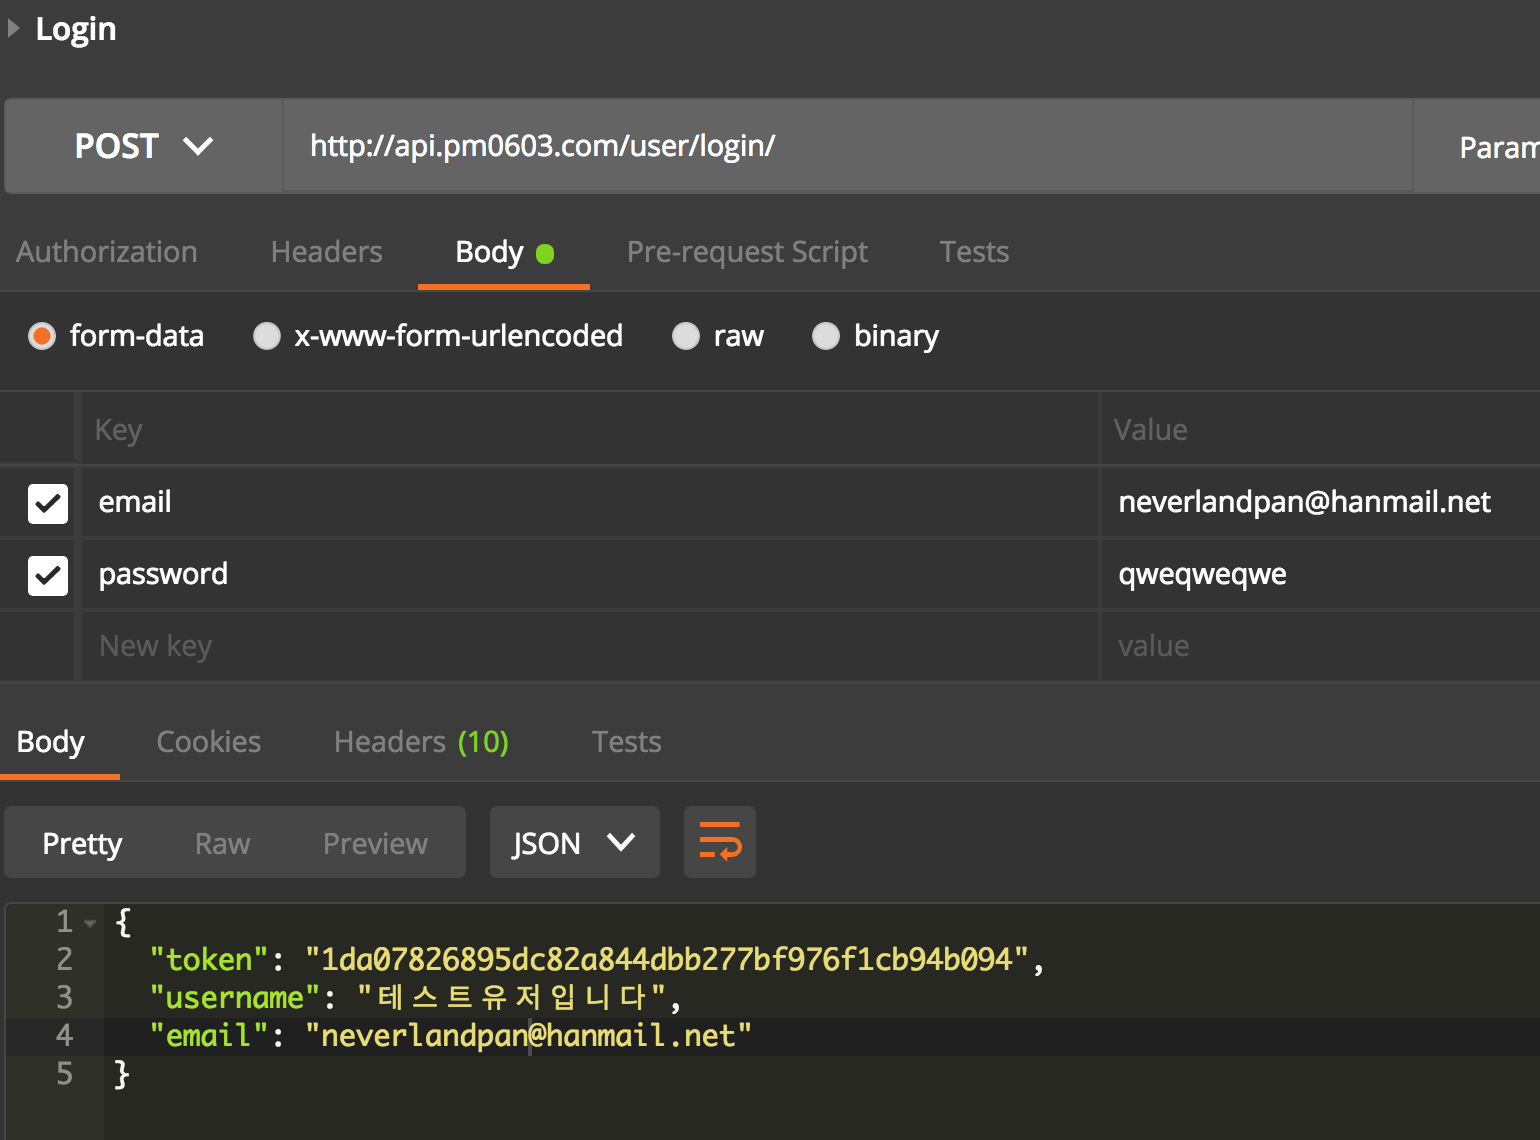 Login
POST http://api.pm0603.com/user/login/ Param
Authorization Headers Body Pre-request Script Tests
form-data x-www-form-urlencoded raw binary
Key Value
email neverlandpan@hanmail.net
password qweqweqwe
New key value
Body Cookies Headers (10) Tests
Pretty Raw Preview JSON
1 {
2 "token": "1da07826895dc82a844dbb277bf976f1cb94b094",
3 "username": "테스트유저입니다",
4 "email": "neverlandpan@hanmail.net"
5 }